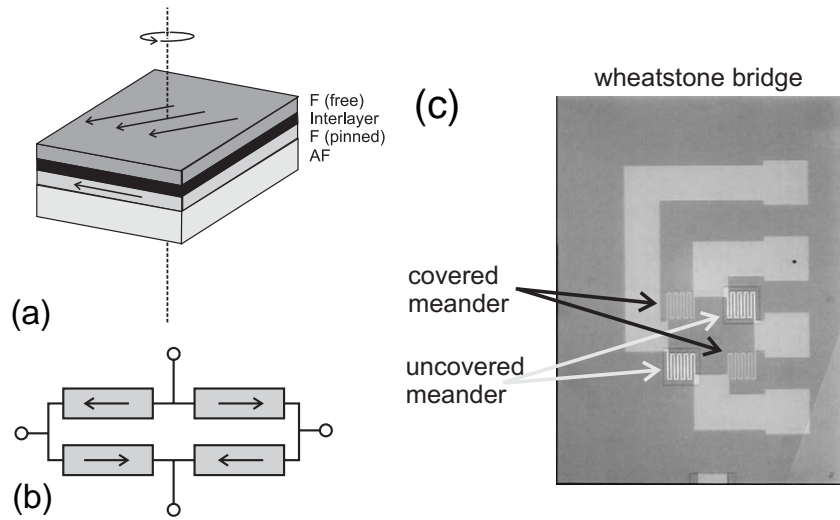 F (free)
Interlayer
F (pinned)
AF
(a)
(b)
(c)
wheatstone bridge
covered
meander
uncovered
meander